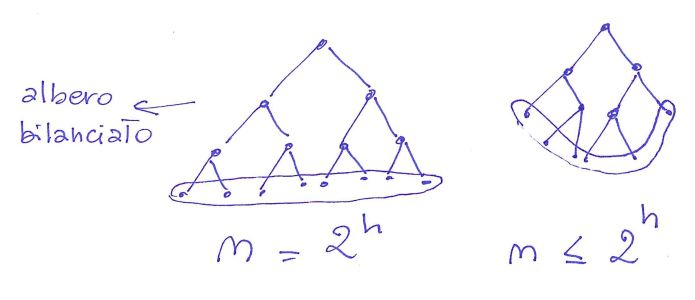 albero
bilanciato
n = 2^h
n ≤ 2^h